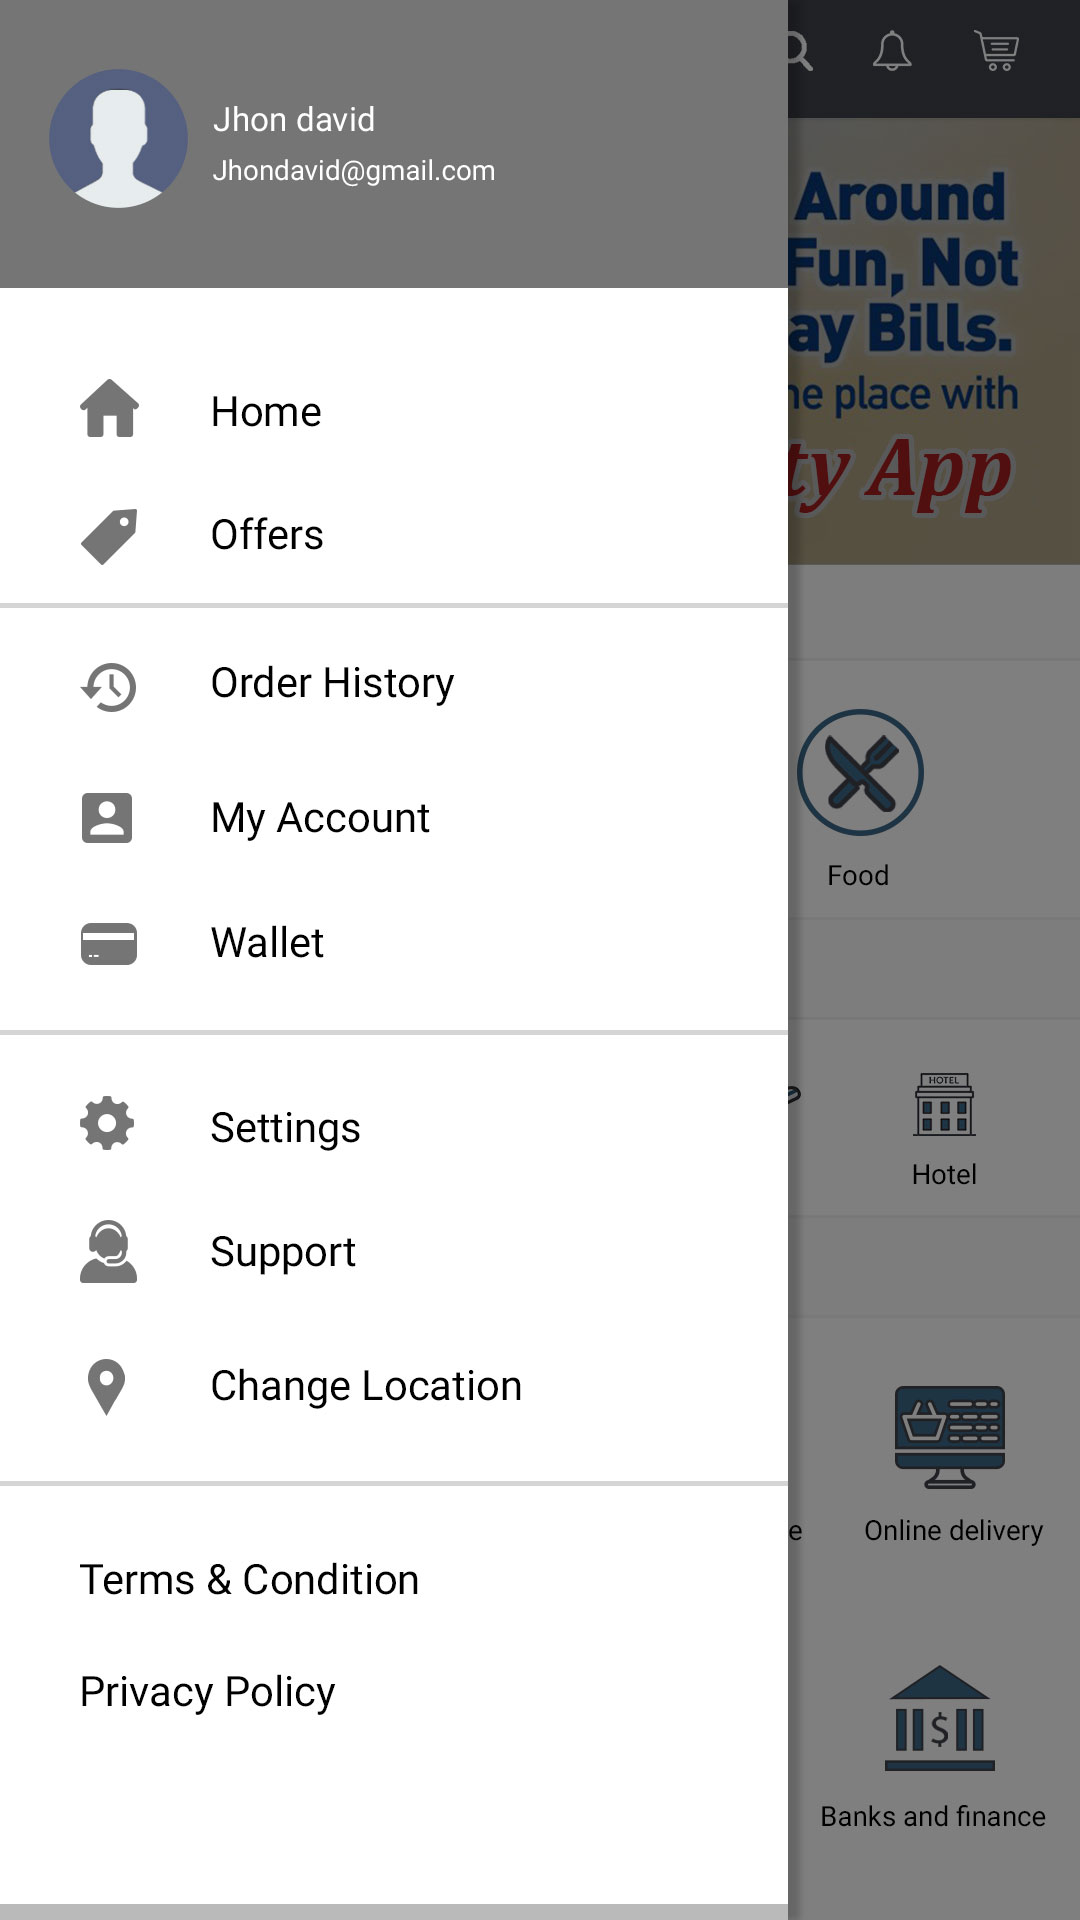 Jhon david
Jhondavid@gmail.com
Home
Offers
Order History
My Account
Wallet
Settings
Support
Change Location
Terms & Condition
Privacy Policy
Around
Fun, Not
ay Bills.
place with
ty App
Food
HOTEL
Hotel
e
Online delivery
$
Banks and finance